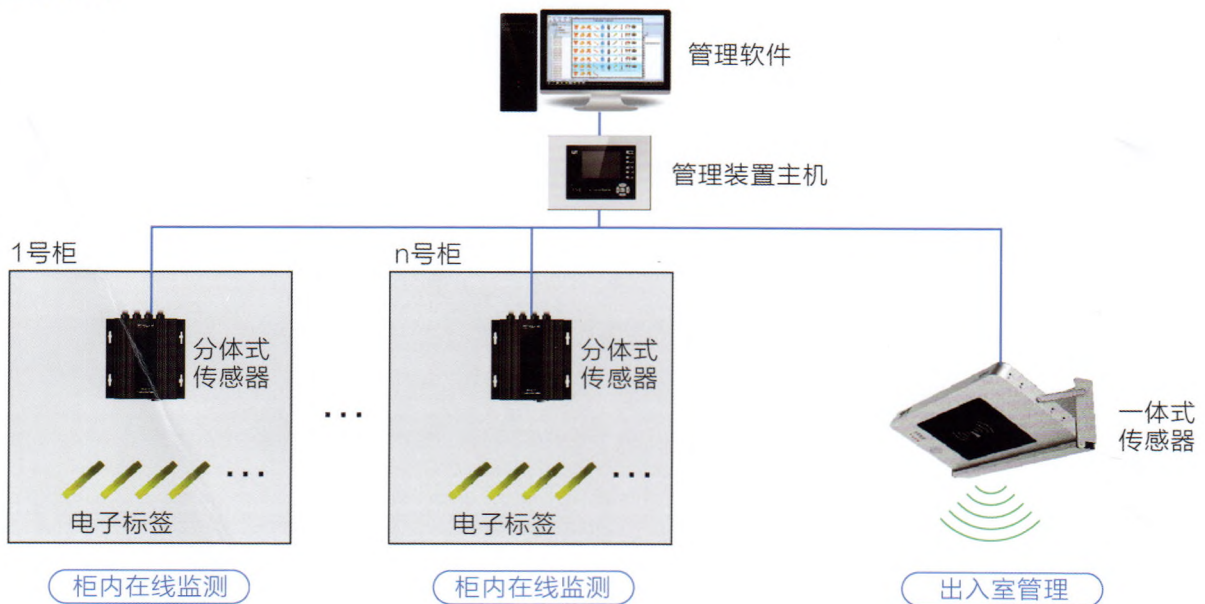 管理软件
管理装置主机
1号柜
n号柜
分体式
传感器
分体式
传感器
...
一体式
传感器
...
...
电子标签
电子标签
柜内在线监测
柜内在线监测
出入室管理